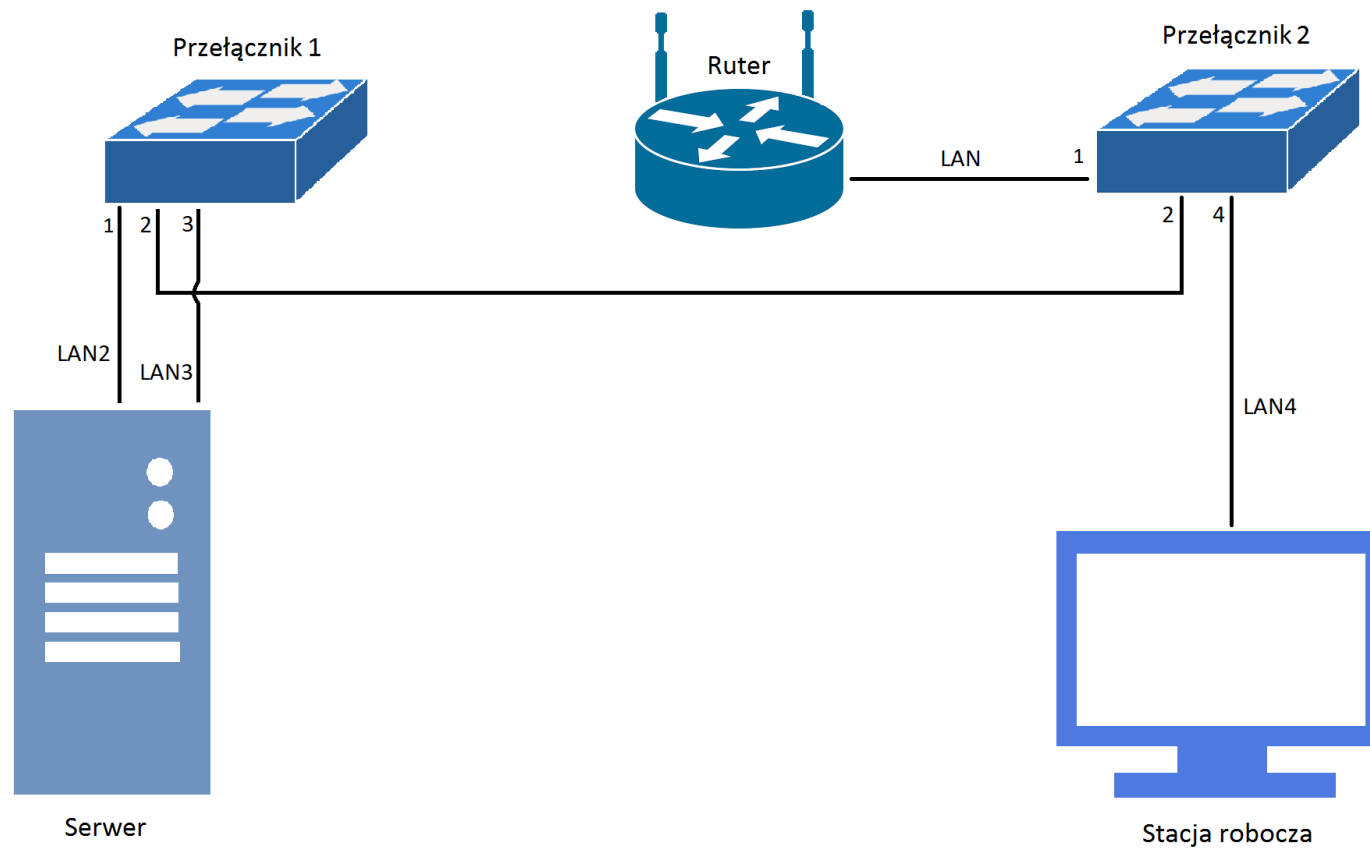 Przełącznik 1
Ruter
Przełącznik 2
LAN
1
1
2
3
2
4
LAN2
LAN3
LAN4
Serwer
Stacja robocza